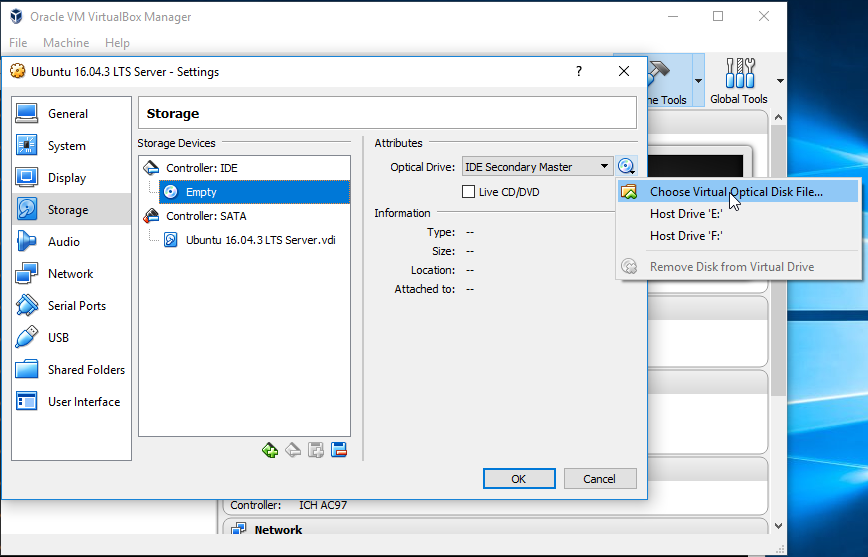 Oracle VM VirtualBox Manager
File Machine Help
Ubuntu 16.04.3 LTS Server - Settings
?
ne Tools
Global Tools
General
System
Display
Storage
Audio
Network
Serial Ports
USB
Shared Folders
User Interface
Storage
Storage Devices
Controller: IDE
Empty
Controller: SATA
Ubuntu 16.04.3 LTS Server.vdi
Attributes
Optical Drive: IDE Secondary Master
Live CD/DVD
Information
Type: --
Size: --
Location: --
Attached to: --
Choose Virtual Optical Disk File...
Host Drive 'E:'
Host Drive 'F:'
Remove Disk from Virtual Drive
OK Cancel
Controller: ICH AC97
Network